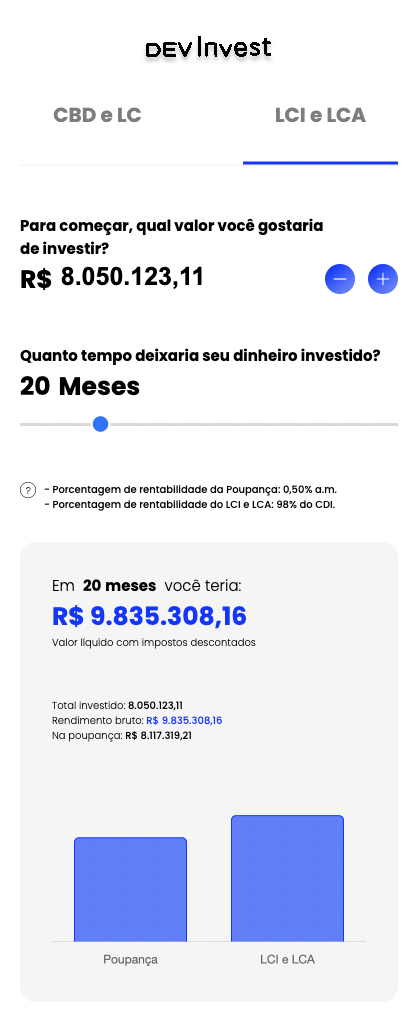 DEVInvest
CBD e LC
LCI e LCA
Para começar, qual valor você gostaria
de investir?
R$ 8.050.123,11
Quanto tempo deixaria seu dinheiro investido?
20 Meses
? - Porcentagem de rentabilidade da Poupança: 0,50% a.m.
- Porcentagem de rentabilidade do LCI e LCA: 98% do CDI.
Em 20 meses você teria:
R$ 9.835.308,16
Valor líquido com impostos descontados
Total investido: 8.050.123,11
Rendimento bruto: R$ 9.835.308,16
Na poupança: R$ 8.117.319,21
Poupança
LCI e LCA